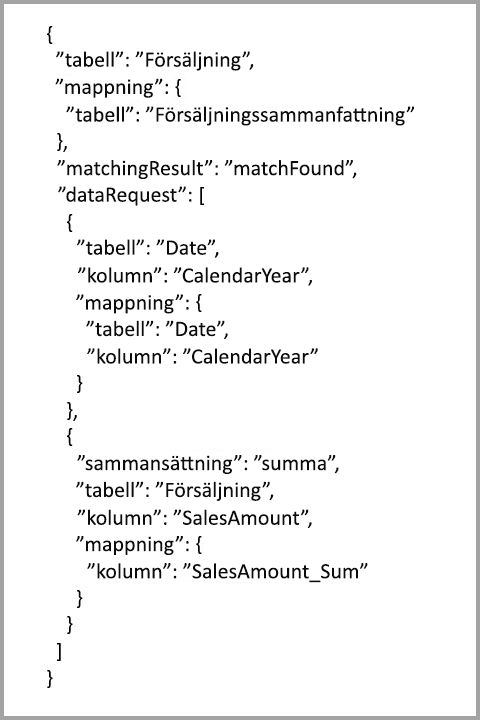 {
”tabell”: ”Försäljning”,
”mappning”: {
”tabell”: ”Försäljningssammanfattning”
},
”matchingResult”: ”matchFound”,
”dataRequest”: [
{
”tabell”: ”Date”,
”kolumn”: ”CalendarYear”,
”mappning”: {
”tabell”: ”Date”,
”kolumn”: ”CalendarYear”
}
},
{
”sammansättning”: ”summa”,
”tabell”: ”Försäljning”,
”kolumn”: ”SalesAmount”,
”mappning”: {
”kolumn”: ”SalesAmount_Sum”
}
}
]
}